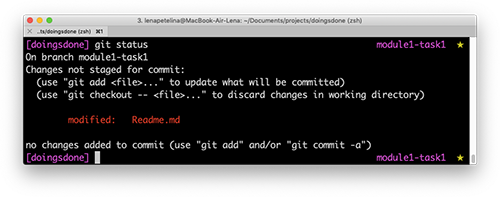 3. lenapetelina@MacBook-Air-Lena: ~/Documents/projects/doingsdone (zsh)
× ..ts/doingsdone (zsh) ⌘1
[doingsdone] git status module1-task1 ★
On branch module1-task1
Changes not staged for commit:
(use "git add <file>..." to update what will be committed)
(use "git checkout -- <file>..." to discard changes in working directory)
modified: Readme.md
no changes added to commit (use "git add" and/or "git commit -a")
[doingsdone] module1-task1 ★